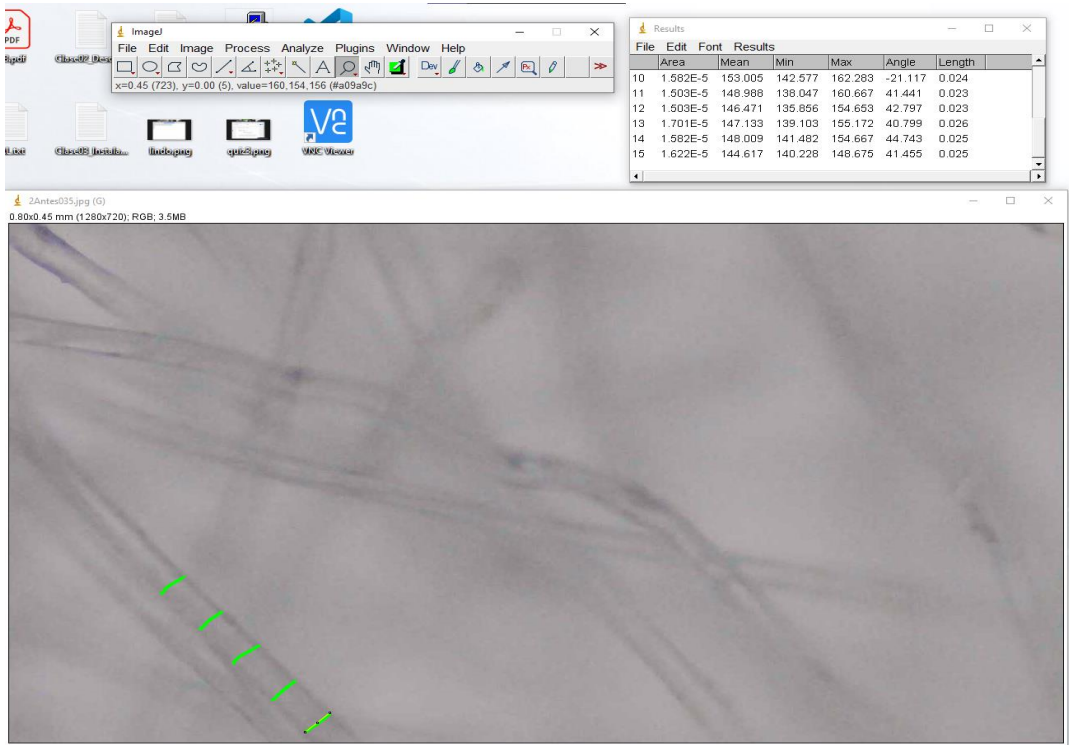 PDF
ImageJ
File Edit Image Process Analyze Plugins Window Help
Dev
x=0.45 (723), y=0.00 (5), value=160,154,156 (#a09a9c)
Results
File Edit Font Results
Area Mean Min Max Angle Length
10 1.582E-5 153.005 142.577 162.283 -21.117 0.024
11 1.503E-5 148.988 138.047 160.667 41.441 0.023
12 1.503E-5 146.471 135.856 154.653 42.797 0.023
13 1.701E-5 147.133 139.103 155.172 40.799 0.026
14 1.582E-5 148.009 141.482 154.667 44.743 0.025
15 1.622E-5 144.617 140.228 148.675 41.455 0.025
Clase03_Instala...
linda.png
quiz3.png
VNC Viewer
2Antes035.jpg (G)
0.80x0.45 mm (1280x720); RGB; 3.5MB